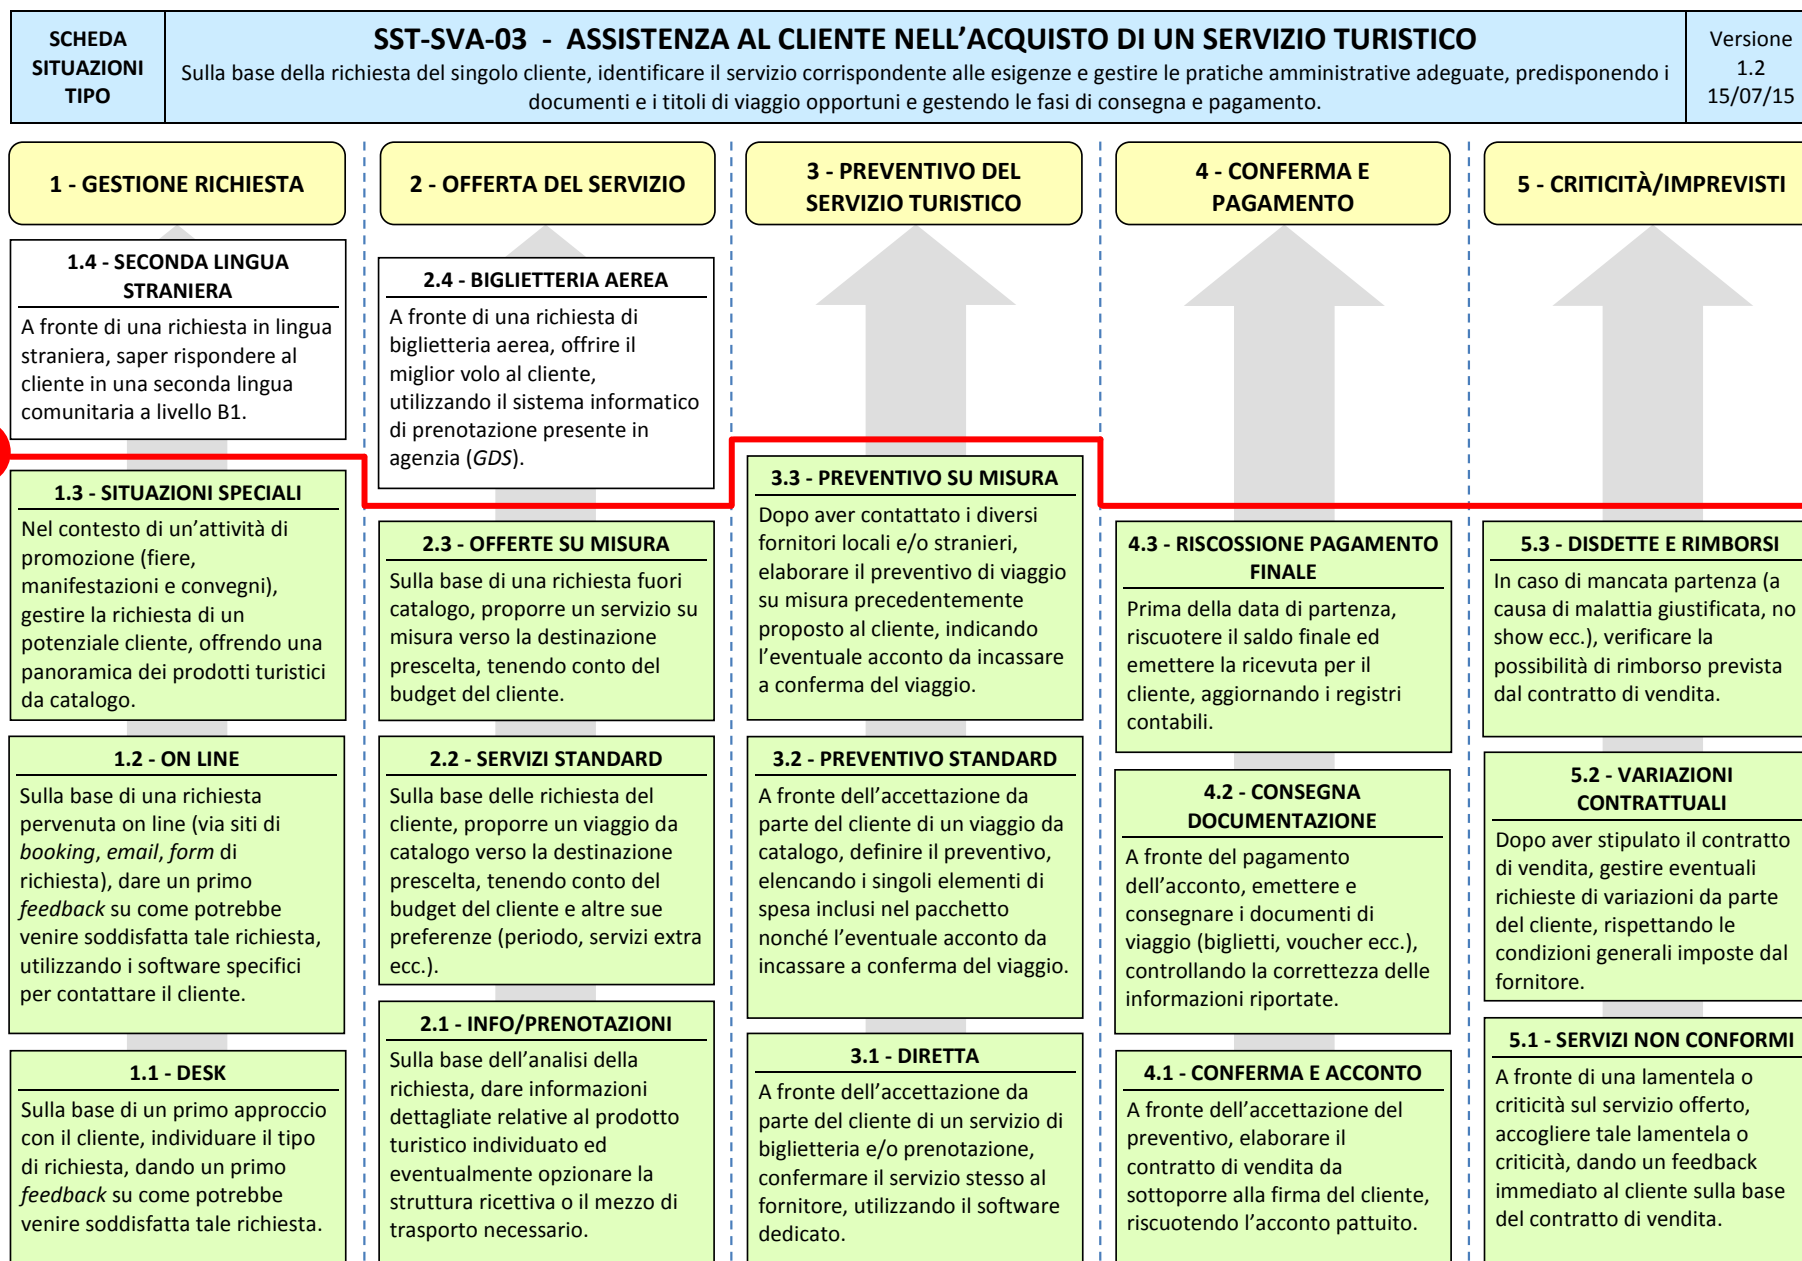 SCHEDA
SITUAZIONI
TIPO
SST-SVA-03 - ASSISTENZA AL CLIENTE NELL’ACQUISTO DI UN SERVIZIO TURISTICO
Sulla base della richiesta del singolo cliente, identificare il servizio corrispondente alle esigenze e gestire le pratiche amministrative adeguate, predisponendo i
documenti e i titoli di viaggio opportuni e gestendo le fasi di consegna e pagamento.
Versione
1.2
15/07/15
1 - GESTIONE RICHIESTA
1.4 - SECONDA LINGUA
STRANIERA
A fronte di una richiesta in lingua
straniera, saper rispondere al
cliente in una seconda lingua
comunitaria a livello B1.
1.3 - SITUAZIONI SPECIALI
Nel contesto di un’attività di
promozione (fiere,
manifestazioni e convegni),
gestire la richiesta di un
potenziale cliente, offrendo una
panoramica dei prodotti turistici
da catalogo.
1.2 - ON LINE
Sulla base di una richiesta
pervenuta on line (via siti di
booking, email, form di
richiesta), dare un primo
feedback su come potrebbe
venire soddisfatta tale richiesta,
utilizzando i software specifici
per contattare il cliente.
1.1 - DESK
Sulla base di un primo approccio
con il cliente, individuare il tipo
di richiesta, dando un primo
feedback su come potrebbe
venire soddisfatta tale richiesta.
2 - OFFERTA DEL SERVIZIO
2.4 - BIGLIETTERIA AEREA
A fronte di una richiesta di
biglietteria aerea, offrire il
miglior volo al cliente,
utilizzando il sistema informatico
di prenotazione presente in
agenzia (GDS).
2.3 - OFFERTE SU MISURA
Sulla base di una richiesta fuori
catalogo, proporre un servizio su
misura verso la destinazione
prescelta, tenendo conto del
budget del cliente.
2.2 - SERVIZI STANDARD
Sulla base delle richiesta del
cliente, proporre un viaggio da
catalogo verso la destinazione
prescelta, tenendo conto del
budget del cliente e altre sue
preferenze (periodo, servizi extra
ecc.).
2.1 - INFO/PRENOTAZIONI
Sulla base dell’analisi della
richiesta, dare informazioni
dettagliate relative al prodotto
turistico individuato ed
eventualmente opzionare la
struttura ricettiva o il mezzo di
trasporto necessario.
3 - PREVENTIVO DEL
SERVIZIO TURISTICO
3.3 - PREVENTIVO SU MISURA
Dopo aver contattato i diversi
fornitori locali e/o stranieri,
elaborare il preventivo di viaggio
su misura precedentemente
proposto al cliente, indicando
l’eventuale acconto da incassare
a conferma del viaggio.
3.2 - PREVENTIVO STANDARD
A fronte dell’accettazione da
parte del cliente di un viaggio da
catalogo, definire il preventivo,
elencando i singoli elementi di
spesa inclusi nel pacchetto
nonché l’eventuale acconto da
incassare a conferma del viaggio.
3.1 - DIRETTA
A fronte dell’accettazione da
parte del cliente di un servizio di
biglietteria e/o prenotazione,
confermare il servizio stesso al
fornitore, utilizzando il software
dedicato.
4 - CONFERMA E
PAGAMENTO
4.3 - RISCOSSIONE PAGAMENTO
FINALE
Prima della data di partenza,
riscuotere il saldo finale ed
emettere la ricevuta per il
cliente, aggiornando i registri
contabili.
4.2 - CONSEGNA
DOCUMENTAZIONE
A fronte del pagamento
dell’acconto, emettere e
consegnare i documenti di
viaggio (biglietti, voucher ecc.),
controllando la correttezza delle
informazioni riportate.
4.1 - CONFERMA E ACCONTO
A fronte dell’accettazione del
preventivo, elaborare il
contratto di vendita da
sottoporre alla firma del cliente,
riscuotendo l’acconto pattuito.
5 - CRITICITÀ/IMPREVISTI
5.3 - DISDETTE E RIMBORSI
In caso di mancata partenza (a
causa di malattia giustificata, no
show ecc.), verificare la
possibilità di rimborso prevista
dal contratto di vendita.
5.2 - VARIAZIONI
CONTRATTUALI
Dopo aver stipulato il contratto
di vendita, gestire eventuali
richieste di variazioni da parte
del cliente, rispettando le
condizioni generali imposte dal
fornitore.
5.1 - SERVIZI NON CONFORMI
A fronte di una lamentela o
criticità sul servizio offerto,
accogliere tale lamentela o
criticità, dando un feedback
immediato al cliente sulla base
del contratto di vendita.